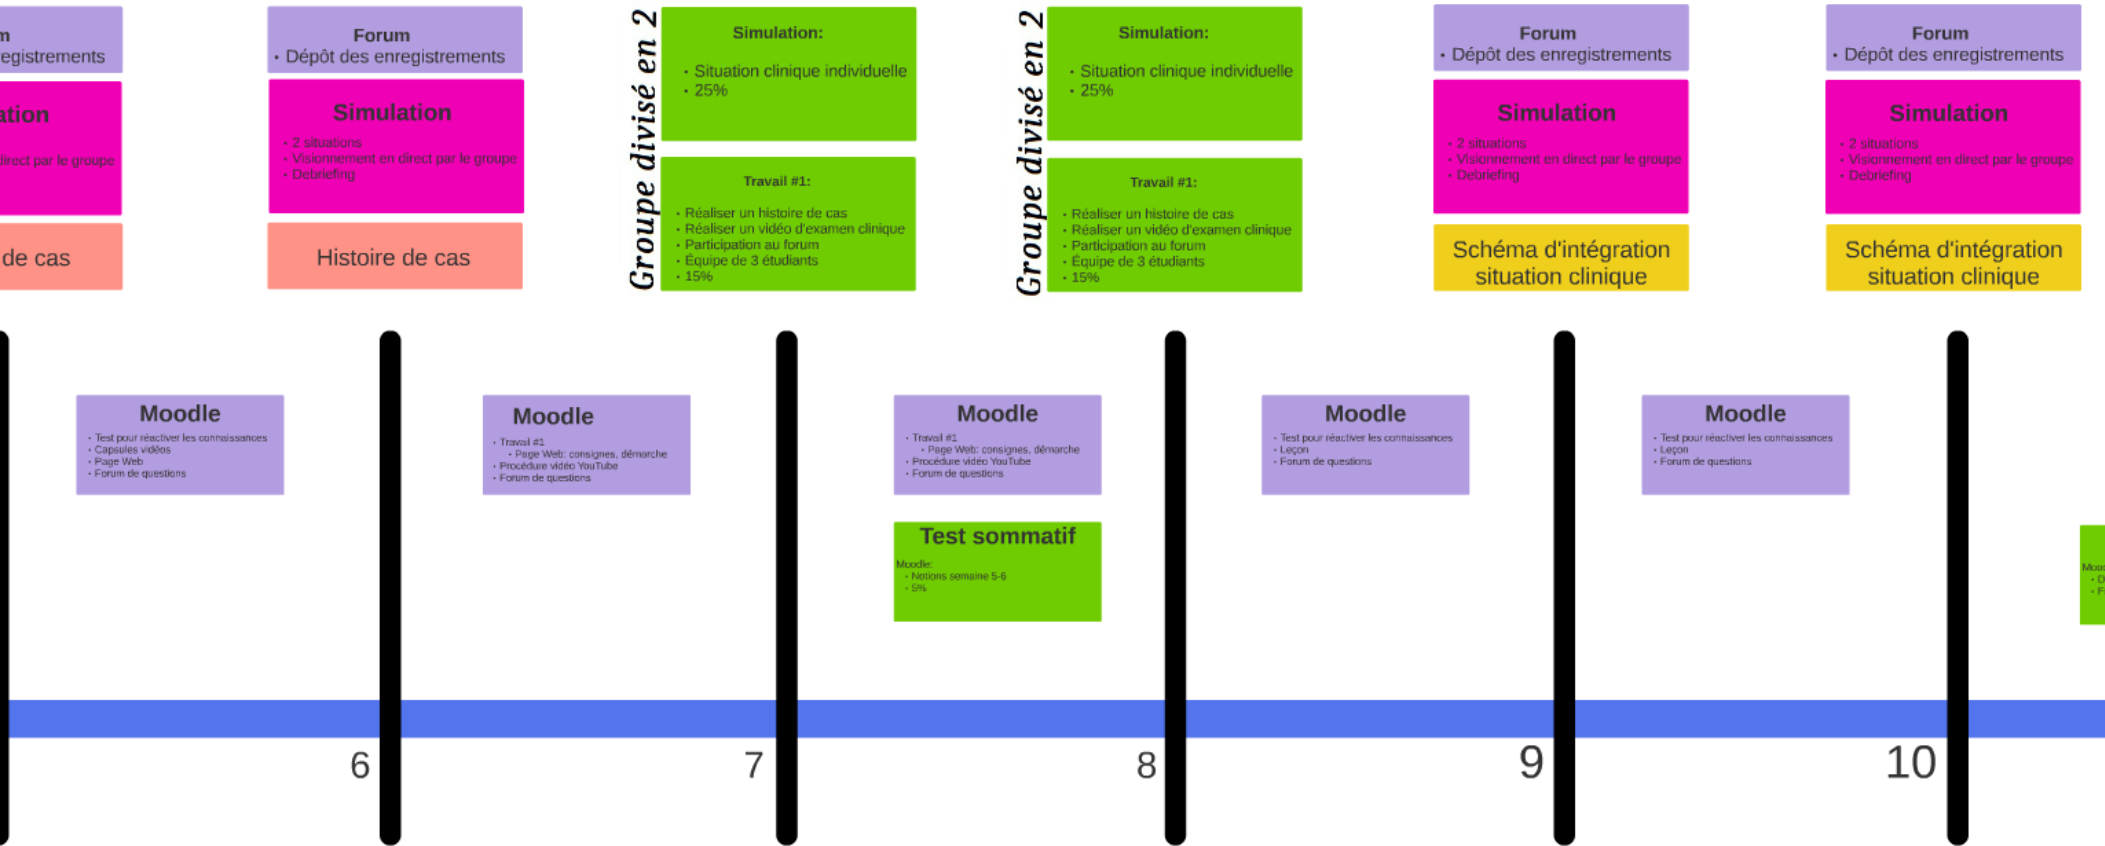 m
egistrements
ation
direct par le groupe
de cas
Forum
• Dépôt des enregistrements
Simulation
• 2 situations
• Visionnement en direct par le groupe
• Debriefing
Histoire de cas
Groupe divisé en 2
Simulation:
• Situation clinique individuelle
• 25%
Travail #1:
• Réaliser un histoire de cas
• Réaliser un vidéo d'examen clinique
• Participation au forum
• Équipe de 3 étudiants
• 15%
Groupe divisé en 2
Simulation:
• Situation clinique individuelle
• 25%
Travail #1:
• Réaliser un histoire de cas
• Réaliser un vidéo d'examen clinique
• Participation au forum
• Équipe de 3 étudiants
• 15%
Forum
• Dépôt des enregistrements
Simulation
• 2 situations
• Visionnement en direct par le groupe
• Debriefing
Schéma d'intégration
situation clinique
Forum
• Dépôt des enregistrements
Simulation
• 2 situations
• Visionnement en direct par le groupe
• Debriefing
Schéma d'intégration
situation clinique
Moodle
• Test pour réactiver les connaissances
• Capsules vidéos
• Page Web
• Forum de questions
Moodle
• Travail #1
• Page Web: consignes, démarche
• Procédure vidéo YouTube
• Forum de questions
Moodle
• Travail #1
• Page Web: consignes, démarche
• Procédure vidéo YouTube
• Forum de questions
Test sommatif
Moodle:
• Notions semaine 5-6
• 5%
Moodle
• Test pour réactiver les connaissances
• Leçon
• Forum de questions
Moodle
• Test pour réactiver les connaissances
• Leçon
• Forum de questions
Moo
• D
• F
6
7
8
9
10